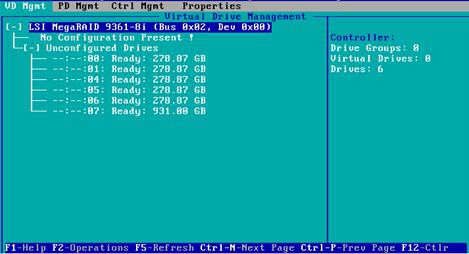 VD Mgmt PD Mgmt Ctrl Mgmt Properties
Virtual Drive Management
[-] LSI MegaRAID 9361-8i (Bus 0x02, Dev 0x00)
No Configuration Present !
[-] Unconfigured Drives
--:--:00: Ready: 278.87 GB
--:--:01: Ready: 278.87 GB
--:--:04: Ready: 278.87 GB
--:--:05: Ready: 278.87 GB
--:--:06: Ready: 278.87 GB
--:--:07: Ready: 931.00 GB
Controller:
Drive Groups: 0
Virtual Drives: 0
Drives: 6
F1-Help F2-Operations F5-Refresh Ctrl-N-Next Page Ctrl-P-Prev Page F12-Ctlr